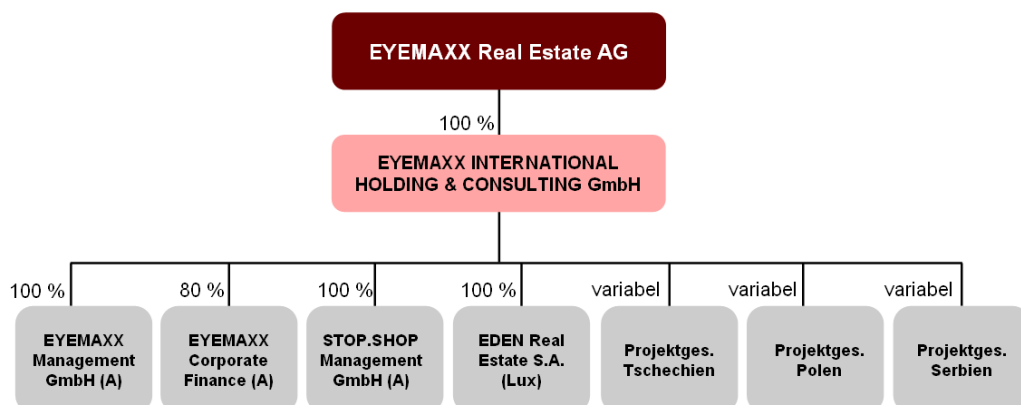 EYEMAXX Real Estate AG
100 %
EYEMAXX INTERNATIONAL
HOLDING & CONSULTING GmbH
100 %
80 %
100 %
100 %
variabel
variabel
variabel
EYEMAXX
Management
GmbH (A)
EYEMAXX
Corporate
Finance (A)
STOP.SHOP
Management
GmbH (A)
EDEN Real
Estate S.A.
(Lux)
Projektges.
Tschechien
Projektges.
Polen
Projektges.
Serbien